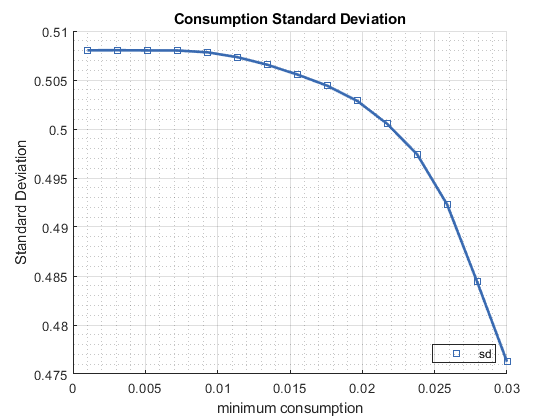 Consumption Standard Deviation
0.51
0.505
0.5
0.495
0.49
0.485
0.48
0.475
Standard Deviation
sd
0 0.005 0.01 0.015 0.02 0.025 0.03
minimum consumption